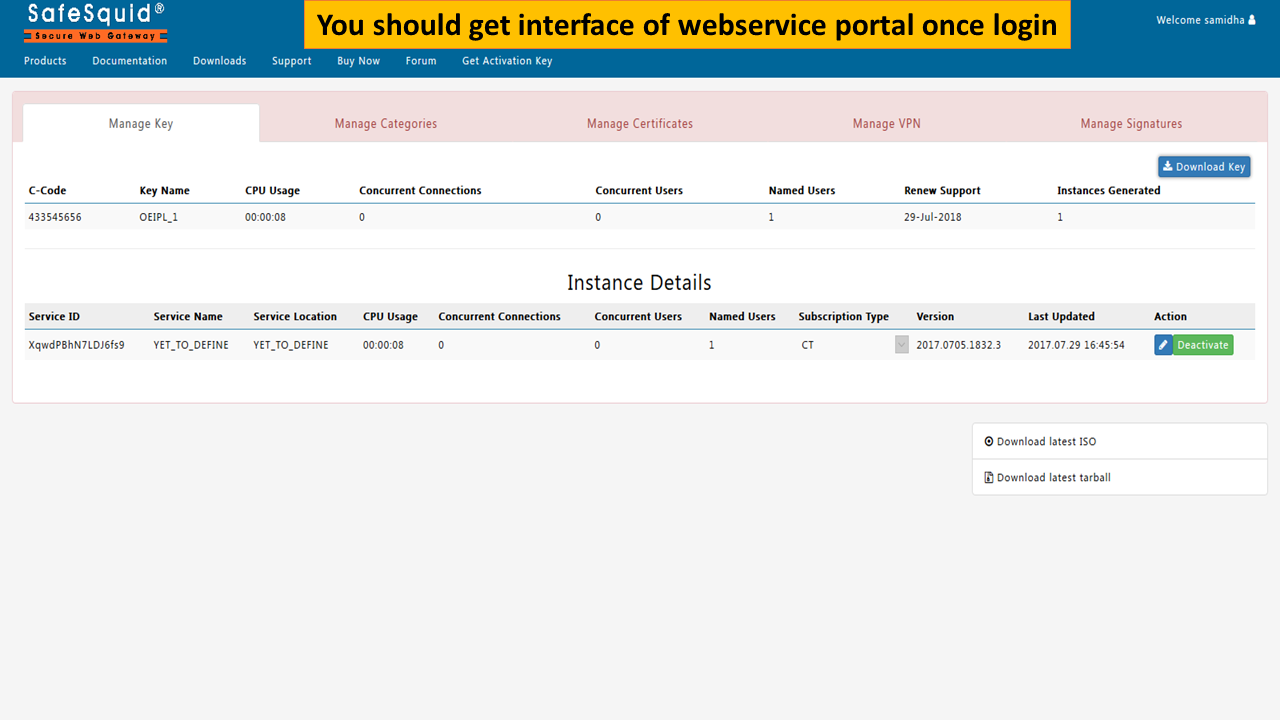 SafeSquid®
Secure Web Gateway
You should get interface of webservice portal once login
Welcome samidha
Products Documentation Downloads Support Buy Now Forum Get Activation Key
Manage Key Manage Categories Manage Certificates Manage VPN Manage Signatures
Download Key
C-Code Key Name CPU Usage Concurrent Connections Concurrent Users Named Users Renew Support Instances Generated
433545656 OEIPL_1 00:00:08 0 0 1 29-Jul-2018 1
Instance Details
Service ID Service Name Service Location CPU Usage Concurrent Connections Concurrent Users Named Users Subscription Type Version Last Updated Action
XqwdPBhN7LDJ6fs9 YET_TO_DEFINE YET_TO_DEFINE 00:00:08 0 0 1 CT 2017.0705.1832.3 2017.07.29 16:45:54 Deactivate
Download latest ISO
Download latest tarball